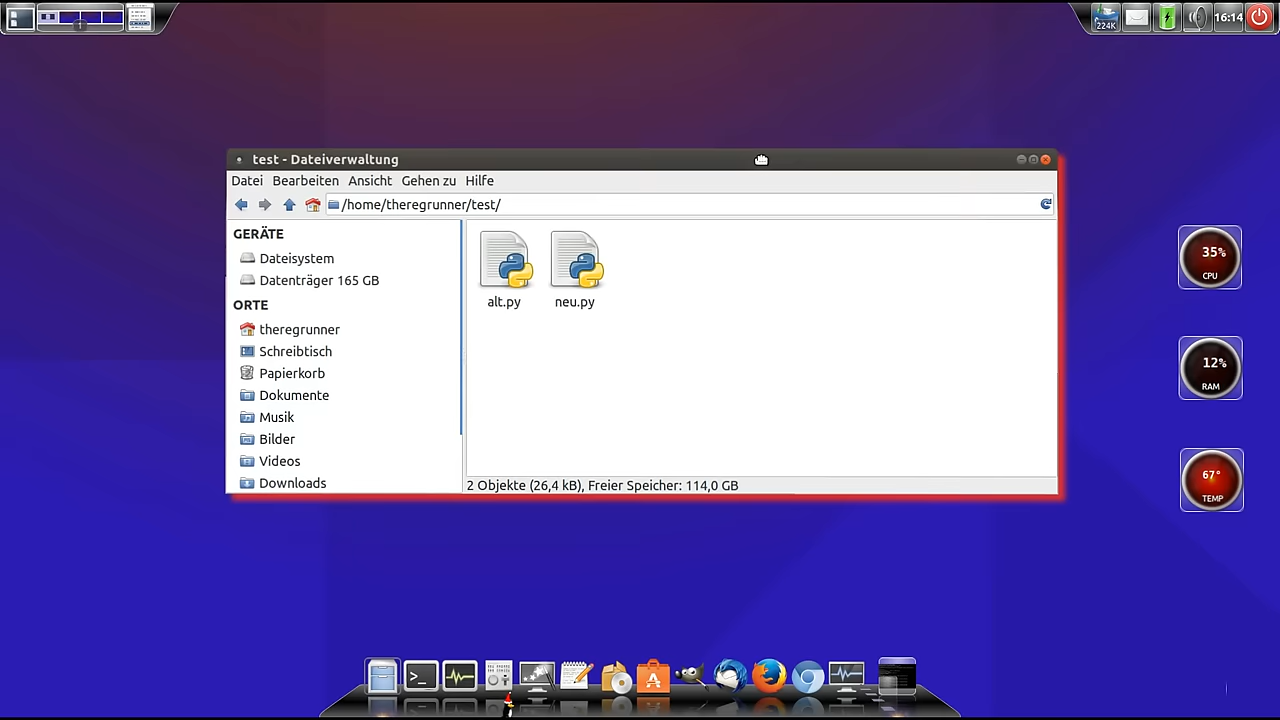 224K
16:14
test - Dateiverwaltung
Datei Bearbeiten Ansicht Gehen zu Hilfe
/home/theregrunner/test/
GERÄTE
Dateisystem
Datenträger 165 GB
ORTE
theregrunner
Schreibtisch
Papierkorb
Dokumente
Musik
Bilder
Videos
Downloads
alt.py
neu.py
2 Objekte (26,4 kB), Freier Speicher: 114,0 GB
35%
CPU
12%
RAM
67°
TEMP
>_